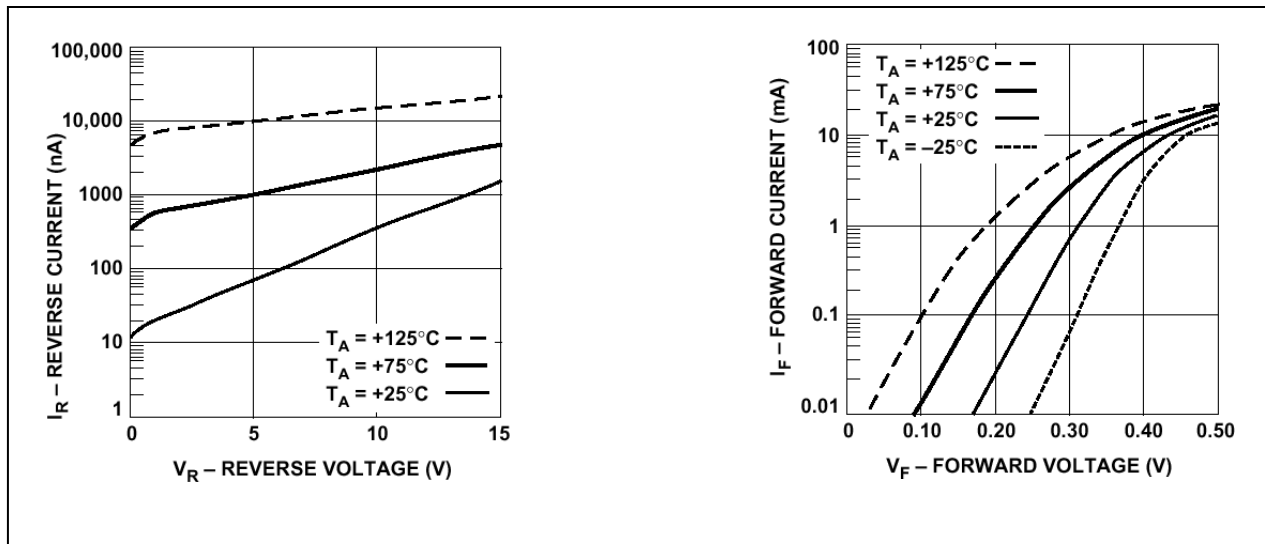 100,000
10,000
1000
100
10
1
I_R – REVERSE CURRENT (nA)
T_A = +125°C
T_A = +75°C
T_A = +25°C
0
5
10
15
V_R – REVERSE VOLTAGE (V)
100
10
1
0.1
0.01
I_F – FORWARD CURRENT (mA)
T_A = +125°C
T_A = +75°C
T_A = +25°C
T_A = –25°C
0
0.10
0.20
0.30
0.40
0.50
V_F – FORWARD VOLTAGE (V)